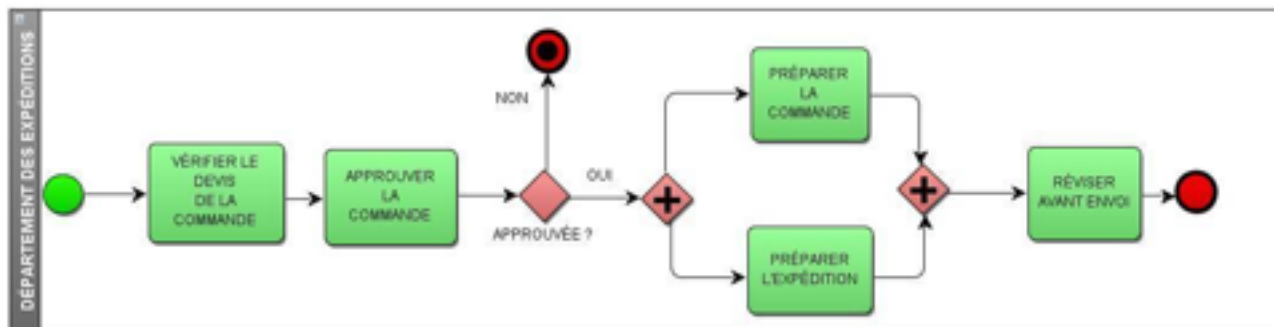 DÉPARTEMENT DES EXPÉDITIONS
VÉRIFIER LE
DEVIS
DE LA
COMMANDE
APPROUVER
LA
COMMANDE
NON
OUI
APPROUVÉE ?
PRÉPARER
LA
COMMANDE
PRÉPARER
L'EXPÉDITION
RÉVISER
AVANT ENVOI